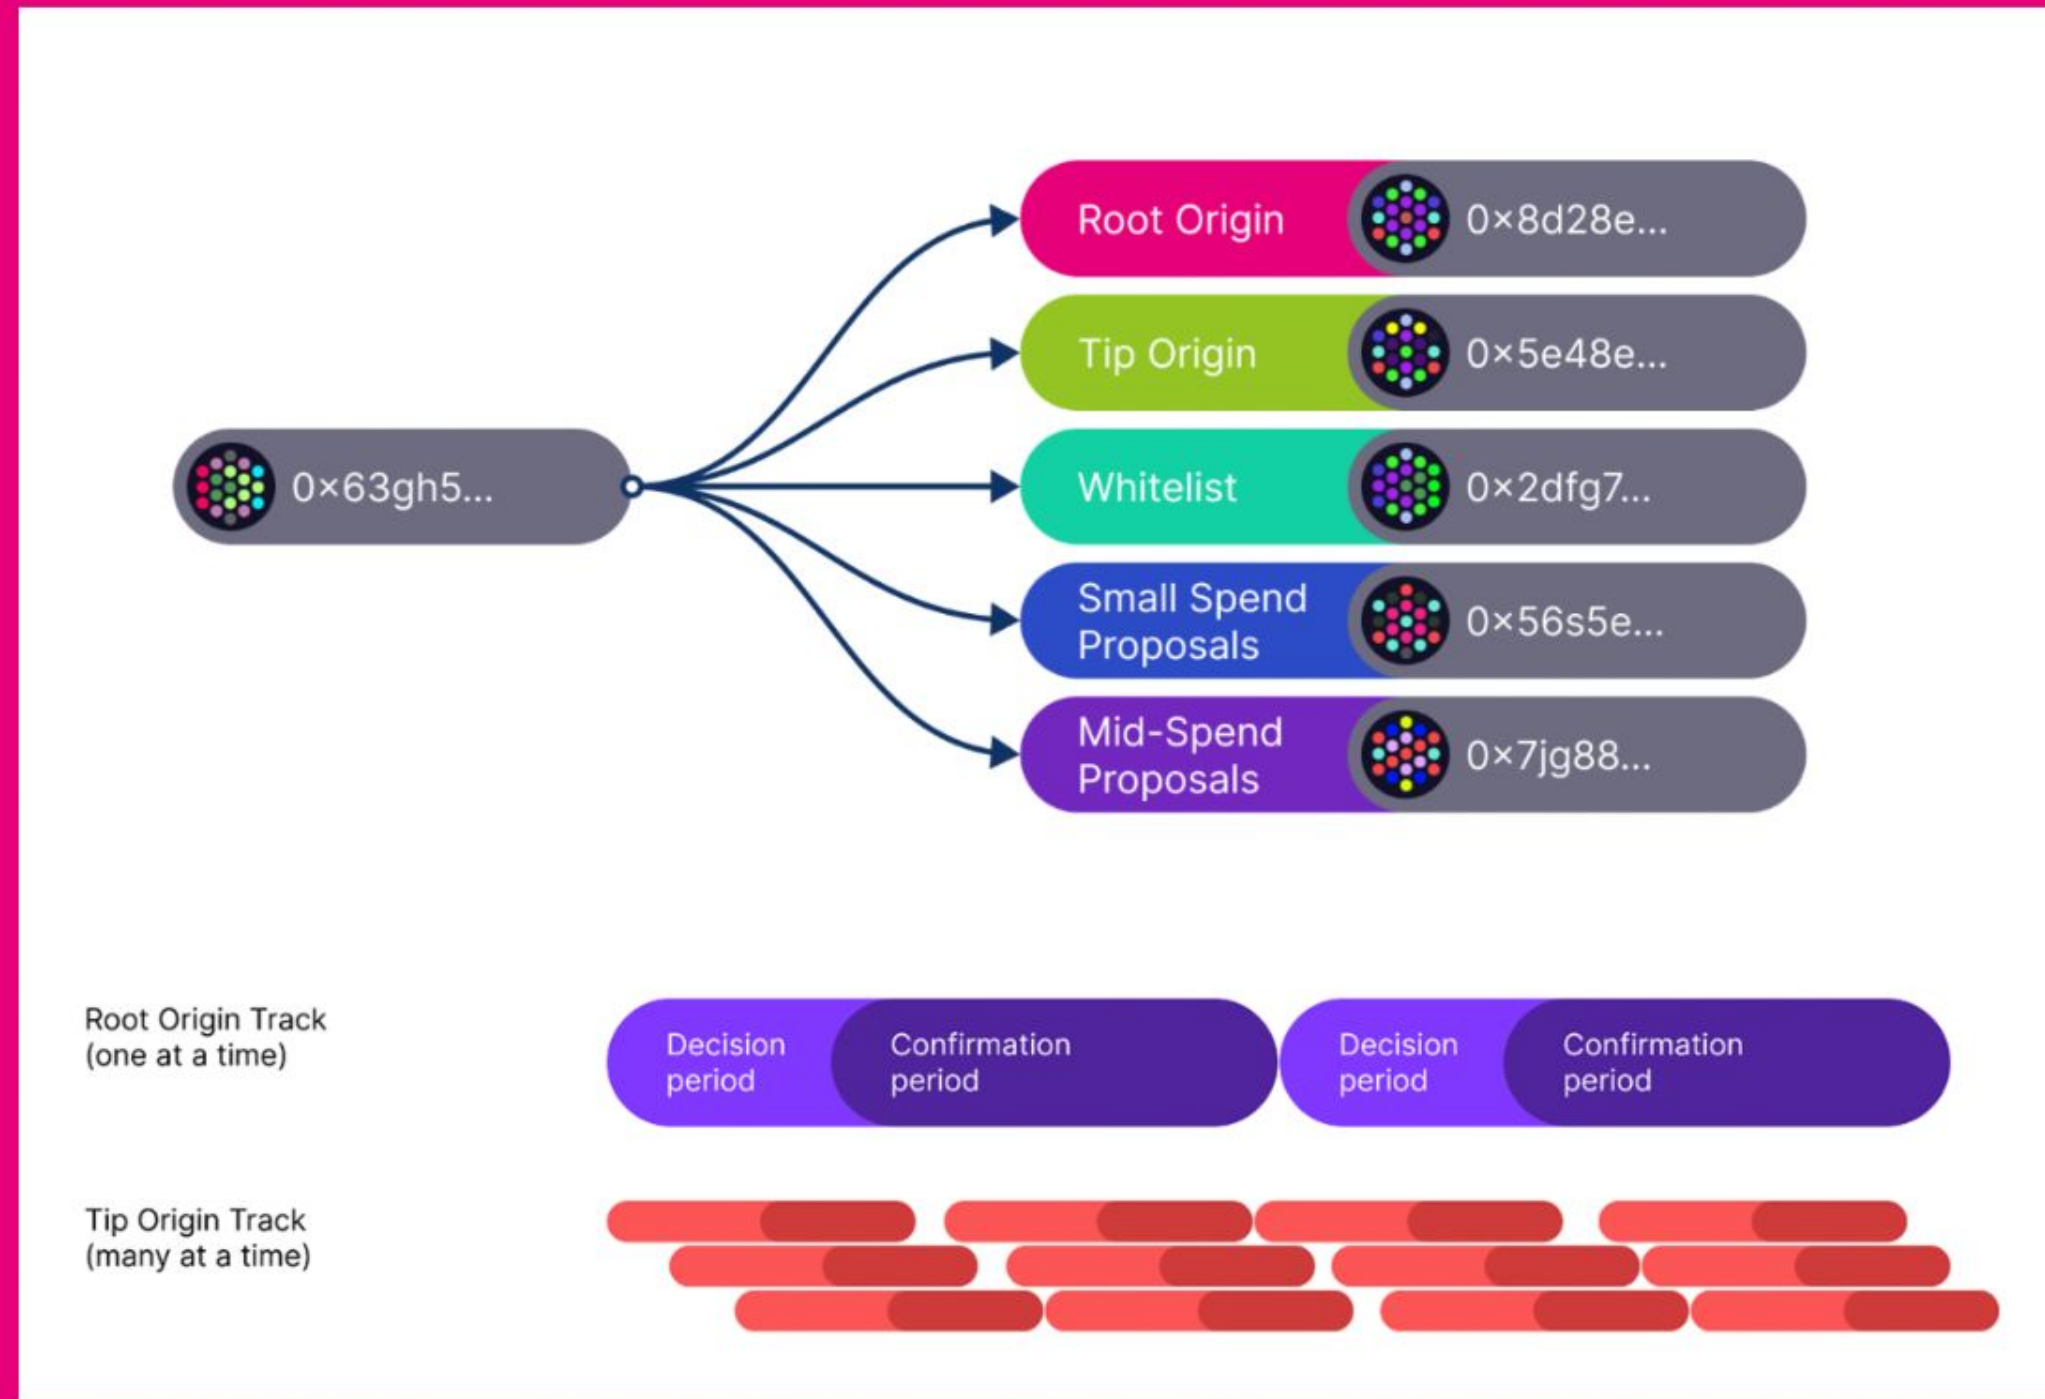 Root Origin
0×8d28e...
Tip Origin
0×5e48e...
0×63gh5...
Whitelist
0×2dfg7...
Small Spend
Proposals
0×56s5e...
Mid-Spend
Proposals
0×7jg88...
Root Origin Track
(one at a time)
Decision
period
Confirmation
period
Decision
period
Confirmation
period
Tip Origin Track
(many at a time)